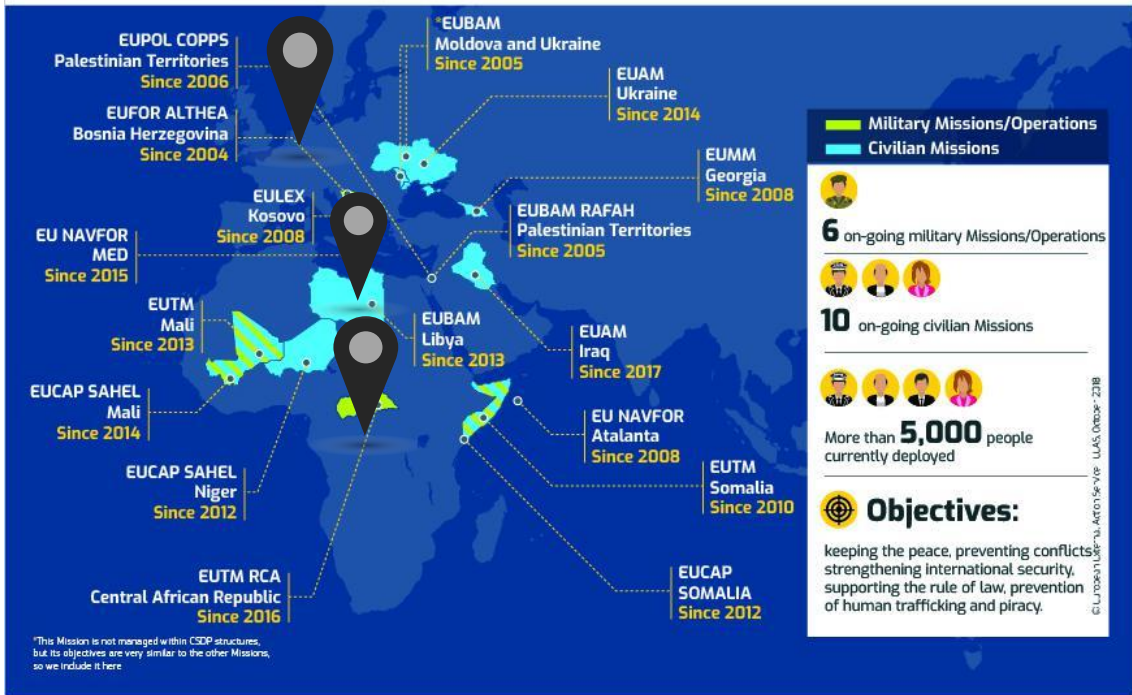 EUPOL COPPS
Palestinian Territories
Since 2006
EUFOR ALTHEA
Bosnia Herzegovina
Since 2004
EULEX
Kosovo
Since 2008
EU NAVFOR
MED
Since 2015
EUTM
Mali
Since 2013
EUCAP SAHEL
Mali
Since 2014
EUCAP SAHEL
Niger
Since 2012
EUTM RCA
Central African Republic
Since 2016
*EUBAM
Moldova and Ukraine
Since 2005
EUAM
Ukraine
Since 2014
EUMM
Georgia
Since 2008
EUBAM RAFAH
Palestinian Territories
Since 2005
EUBAM
Libya
Since 2013
EUAM
Iraq
Since 2017
EU NAVFOR
Atalanta
Since 2008
EUTM
Somalia
Since 2010
EUCAP
SOMALIA
Since 2012
*This Mission is not managed within CSDP structures,
but its objectives are very similar to the other Missions,
so we include it here
Military Missions/Operations
Civilian Missions
6 on-going military Missions/Operations
10 on-going civilian Missions
More than 5,000 people
currently deployed
Objectives:
keeping the peace, preventing conflicts
strengthening international security,
supporting the rule of law, prevention
of human trafficking and piracy.
©